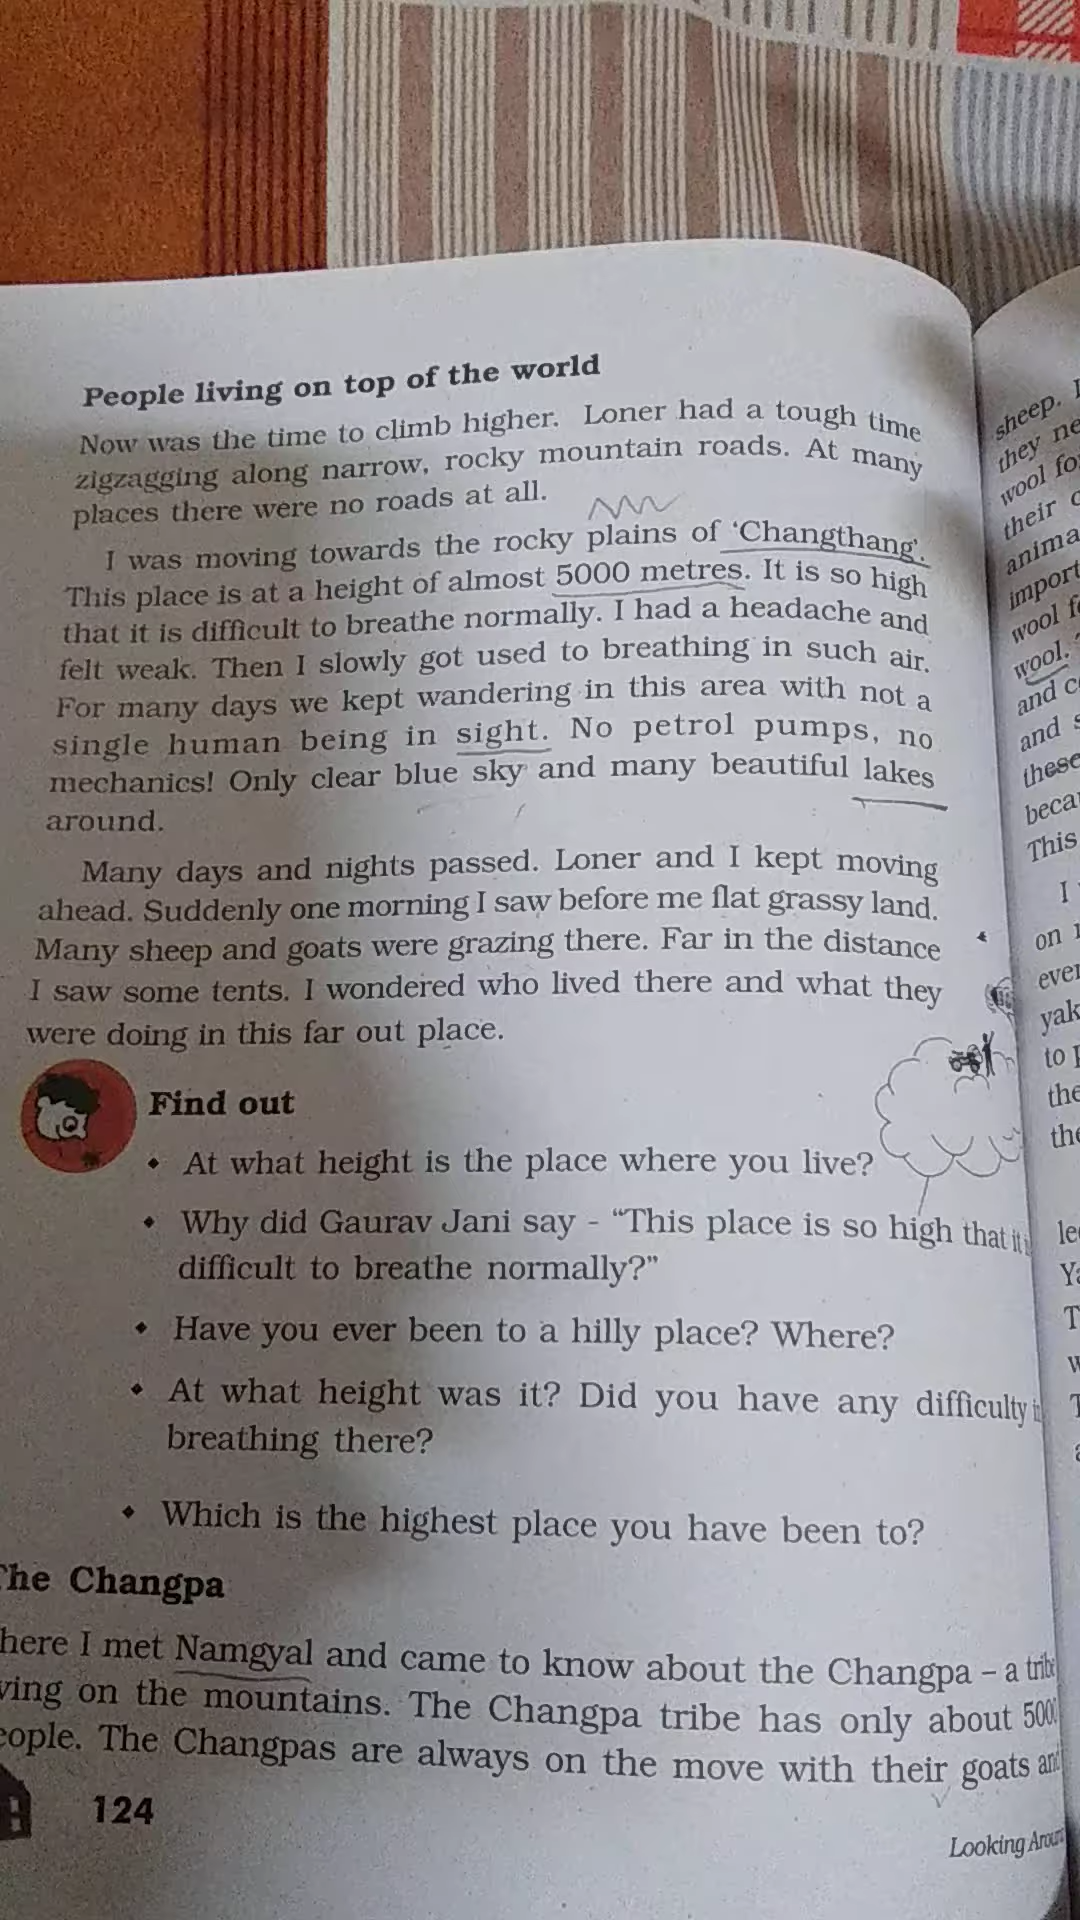 People living on top of the world
Now was the time to climb higher. Loner had a tough time
zigzagging along narrow, rocky mountain roads. At many
places there were no roads at all.
I was moving towards the rocky plains of ‘Changthang’.
This place is at a height of almost 5000 metres. It is so high
that it is difficult to breathe normally. I had a headache and
felt weak. Then I slowly got used to breathing in such air.
For many days we kept wandering in this area with not a
single human being in sight. No petrol pumps, no
mechanics! Only clear blue sky and many beautiful lakes
around.
Many days and nights passed. Loner and I kept moving
ahead. Suddenly one morning I saw before me flat grassy land.
Many sheep and goats were grazing there. Far in the distance
I saw some tents. I wondered who lived there and what they
were doing in this far out place.
Find out
• At what height is the place where you live?
• Why did Gaurav Jani say - “This place is so high that it
difficult to breathe normally?”
• Have you ever been to a hilly place? Where?
• At what height was it? Did you have any difficulty
breathing there?
• Which is the highest place you have been to?
The Changpa
here I met Namgyal and came to know about the Changpa – a tribe
ving on the mountains. The Changpa tribe has only about
eople. The Changpas are always on the move with their goats and
124
Looking Aroun
sheep.
they ne
wool fo
their
anima
import
wool f
wool.
and c
and s
these
becau
This
I
on
ever
yak
to
the
the